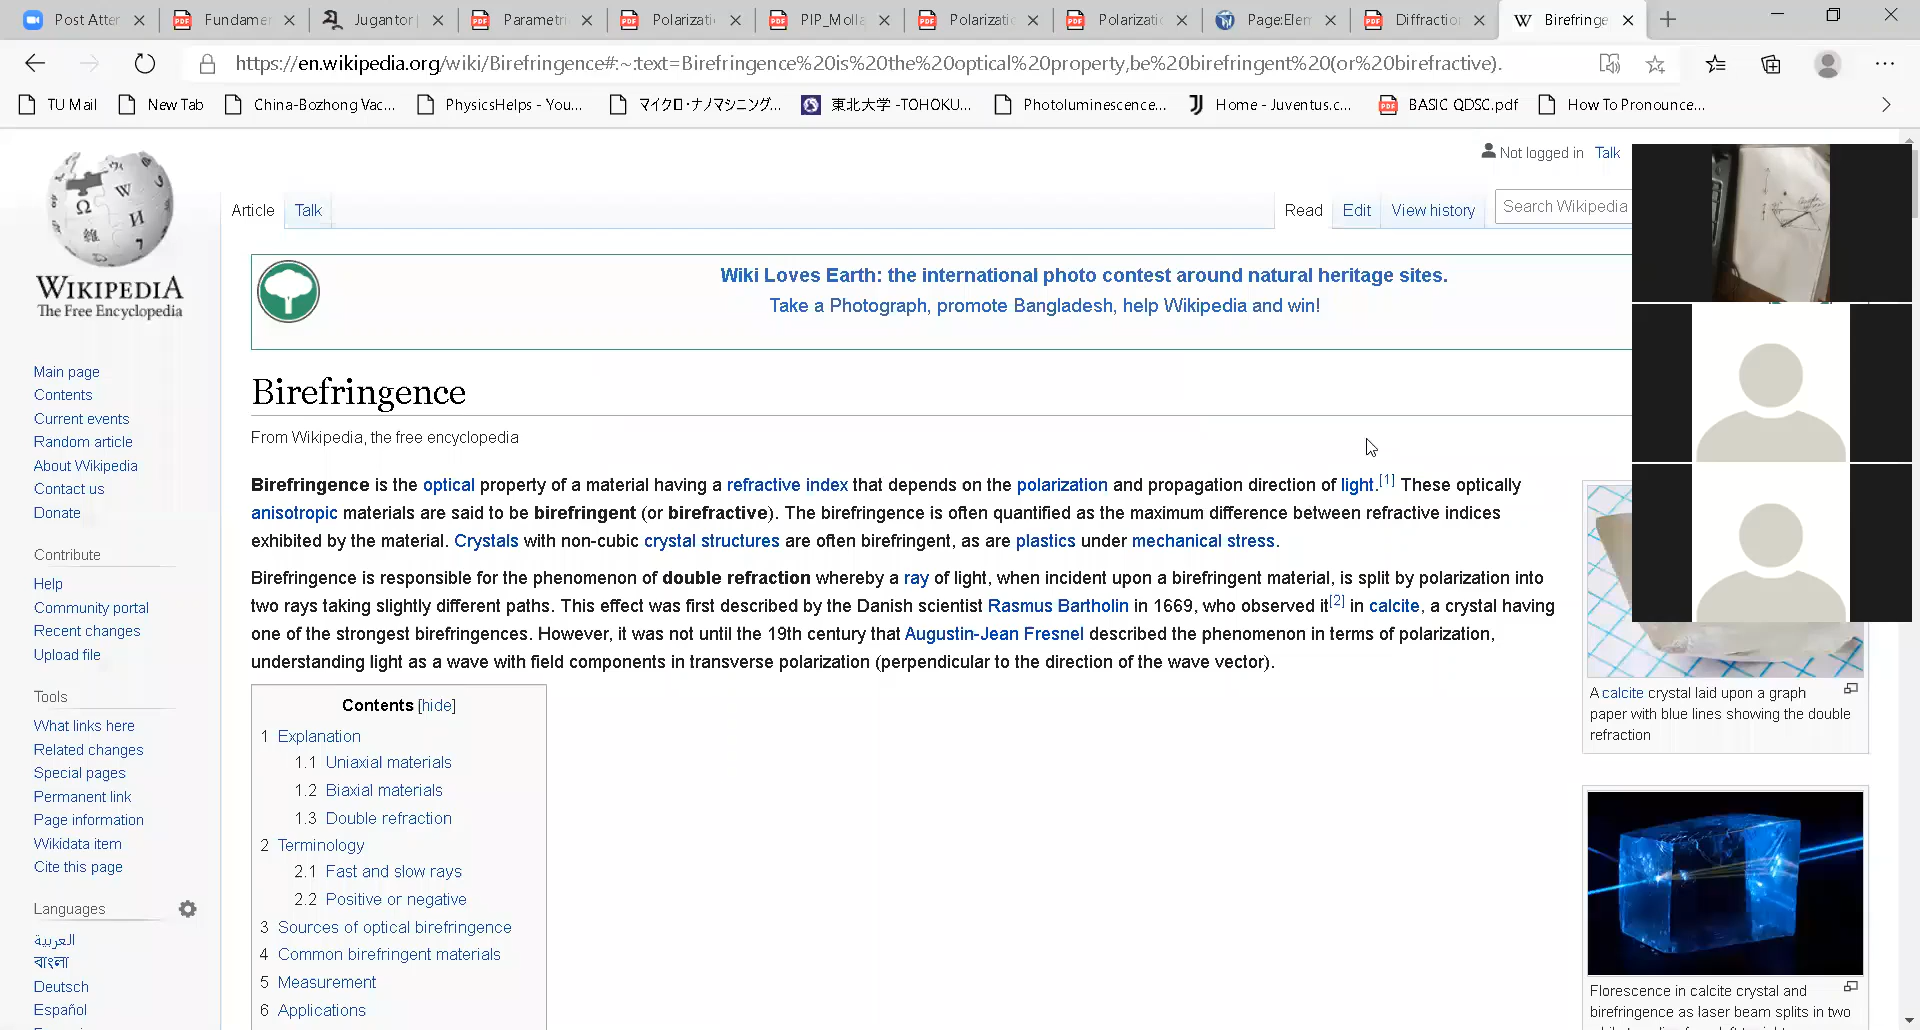 Post Atter
Fundamer
Jugantor
Parametri
Polarizati
PIP_Molla
Polarizatic
Polarizatic
Page:Elem
Diffraction
Birefringe
https://en.wikipedia.org/wiki/Birefringence#:~:text=Birefringence%20is%20the%20optical%20property,be%20birefringent%20(or%20birefractive).
TU Mail
New Tab
China-Bozhong Vac...
PhysicsHelps - You...
マイクロ・ナノマシニング...
東北大学 -TOHOKU...
Photoluminescence...
Home - Juventus.c...
BASIC QDSC.pdf
How To Pronounce...
WIKIPEDIA
The Free Encyclopedia
Main page
Contents
Current events
Random article
About Wikipedia
Contact us
Donate
Contribute
Help
Community portal
Recent changes
Upload file
Tools
What links here
Related changes
Special pages
Permanent link
Page information
Wikidata item
Cite this page
Languages
العربية
বাংলা
Deutsch
Español
Not logged in Talk
Article Talk
Read Edit View history Search Wikipedia
Wiki Loves Earth: the international photo contest around natural heritage sites.
Take a Photograph, promote Bangladesh, help Wikipedia and win!
Birefringence
From Wikipedia, the free encyclopedia
Birefringence is the optical property of a material having a refractive index that depends on the polarization and propagation direction of light.[1] These optically
anisotropic materials are said to be birefringent (or birefractive). The birefringence is often quantified as the maximum difference between refractive indices
exhibited by the material. Crystals with non-cubic crystal structures are often birefringent, as are plastics under mechanical stress.
Birefringence is responsible for the phenomenon of double refraction whereby a ray of light, when incident upon a birefringent material, is split by polarization into
two rays taking slightly different paths. This effect was first described by the Danish scientist Rasmus Bartholin in 1669, who observed it[2] in calcite, a crystal having
one of the strongest birefringences. However, it was not until the 19th century that Augustin-Jean Fresnel described the phenomenon in terms of polarization,
understanding light as a wave with field components in transverse polarization (perpendicular to the direction of the wave vector).
Contents [hide]
1 Explanation
1.1 Uniaxial materials
1.2 Biaxial materials
1.3 Double refraction
2 Terminology
2.1 Fast and slow rays
2.2 Positive or negative
3 Sources of optical birefringence
4 Common birefringent materials
5 Measurement
6 Applications
A calcite crystal laid upon a graph
paper with blue lines showing the double
refraction
Florescence in calcite crystal and
birefringence as laser beam splits in two